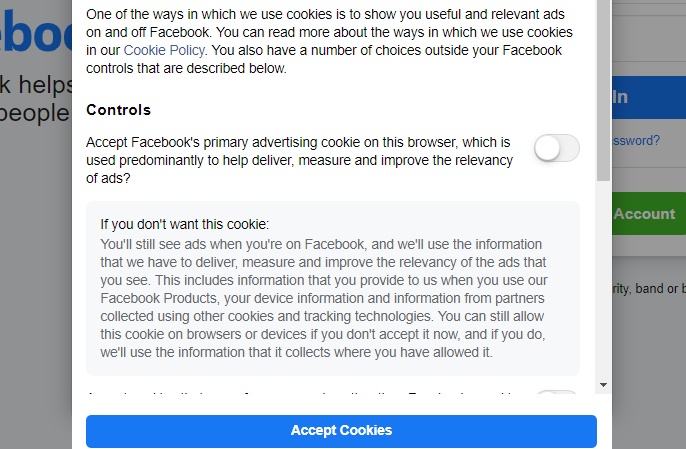 One of the ways in which we use cookies is to show you useful and relevant ads
on and off Facebook. You can read more about the ways in which we use cookies
in our Cookie Policy. You also have a number of choices outside your Facebook
controls that are described below.
Controls
Accept Facebook's primary advertising cookie on this browser, which is
used predominantly to help deliver, measure and improve the relevancy
of ads?
If you don't want this cookie:
You'll still see ads when you're on Facebook, and we'll use the information
that we have to deliver, measure and improve the relevance of the ads that
you see. This includes information that you provide to us when you use our
Facebook Products, your device information and information from partners
collected using other cookies and tracking technologies. You can still allow
this cookie on browsers or devices if you don't accept it now, and if you do,
we'll use the information that it collects where you have allowed it.
Accept Cookies
eboo
k helps
people
In
ssword?
Account
rity, band or b